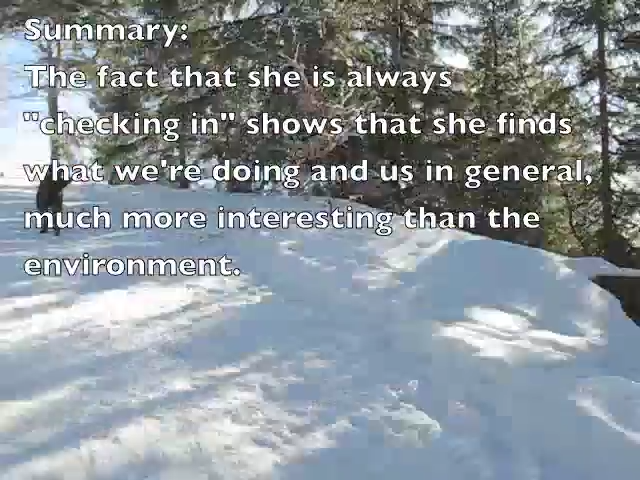 Summary:
The fact that she is always
"checking in" shows that she finds
what we're doing and us in general,
much more interesting than the
environment.